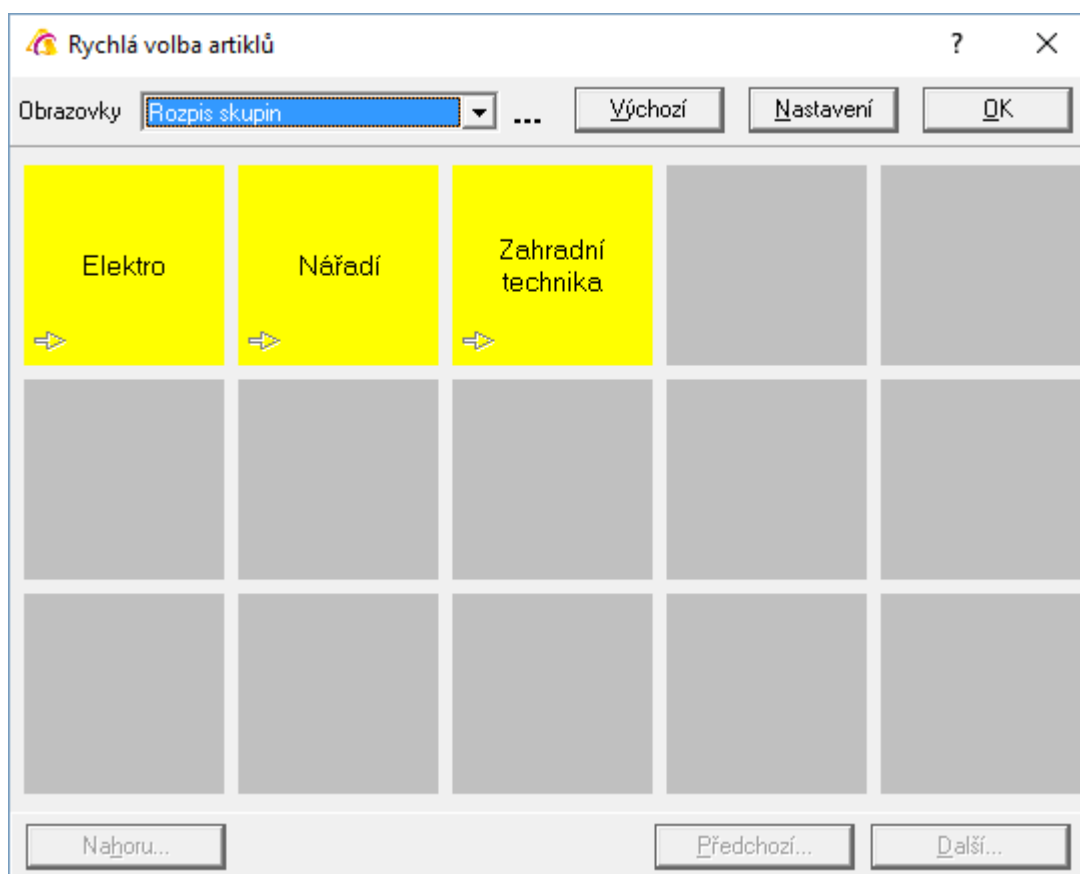 Rychlá volba artiklů ?
Obrazovky Rozpis skupin ... Výchozí Nastavení OK
Elektro
Nářadí
Zahradní
technika
Nahoru... Předchozí... Další...